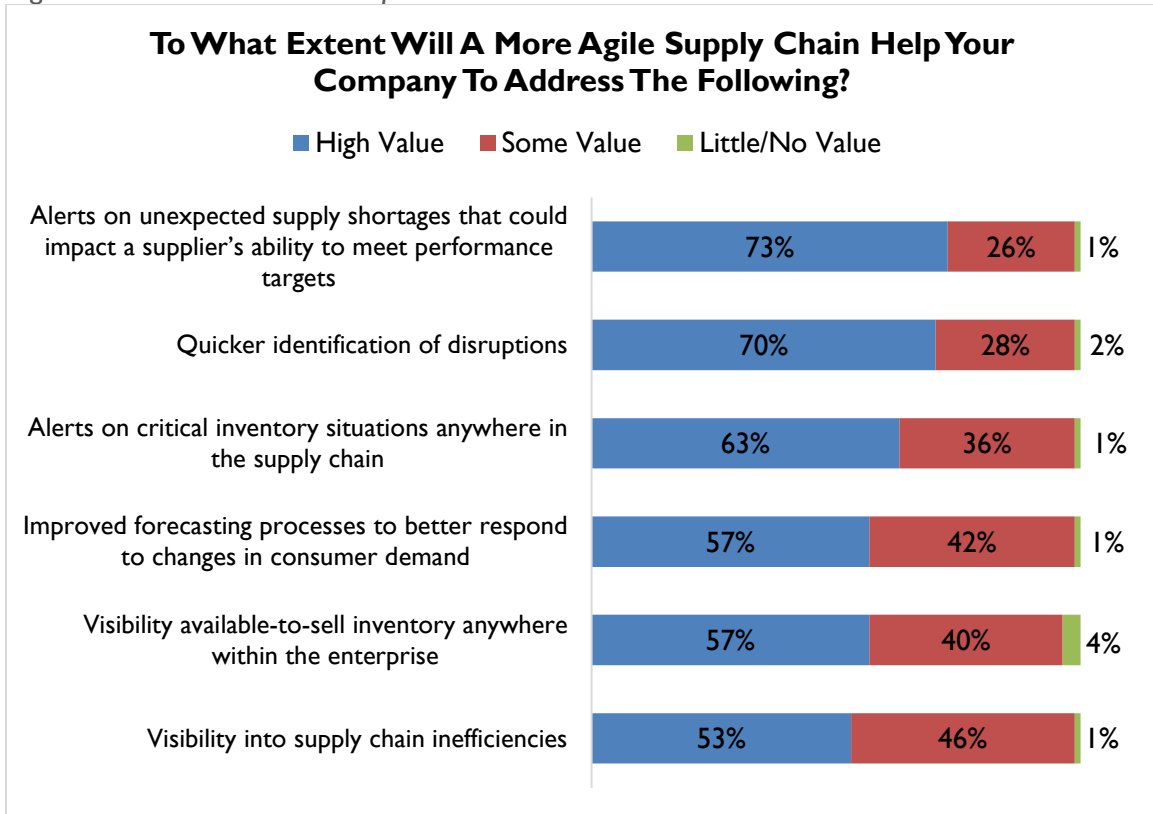 To What Extent Will A More Agile Supply Chain Help Your
Company To Address The Following?
High Value Some Value Little/No Value
Alerts on unexpected supply shortages that could
impact a supplier’s ability to meet performance
targets
73% 26% 1%
Quicker identification of disruptions
70% 28% 2%
Alerts on critical inventory situations anywhere in
the supply chain
63% 36% 1%
Improved forecasting processes to better respond
to changes in consumer demand
57% 42% 1%
Visibility available-to-sell inventory anywhere
within the enterprise
57% 40% 4%
Visibility into supply chain inefficiencies
53% 46% 1%